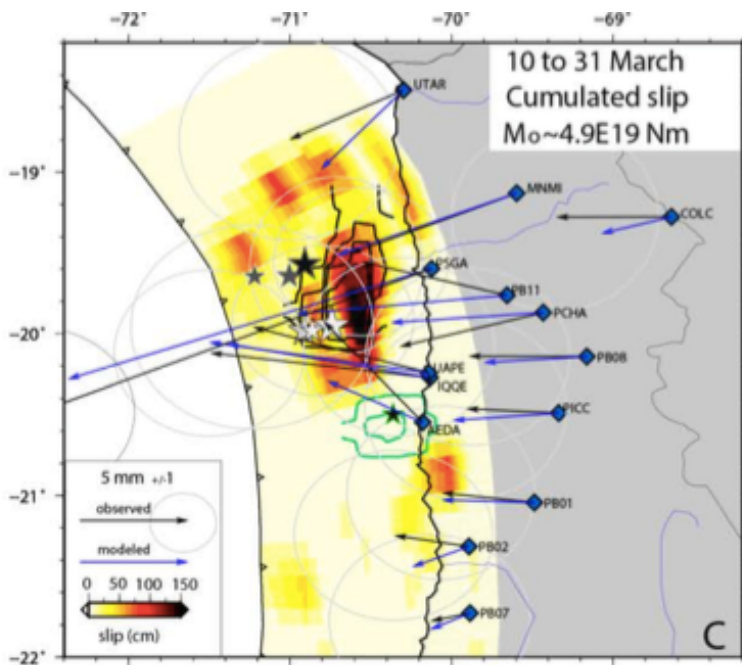 −72
−71
−70
−69
10 to 31 March
Cumulated slip
Mo~4.9E19 Nm
UTAR
−19
MNMI
COLC
PSGA
PB11
PCHA
−20
PB08
UAPE
IQQE
PICC
AEDA
−21
5 mm +/-1
observed
PB01
modeled
PB02
0 50 100 150
slip (cm)
PB07
C
−22